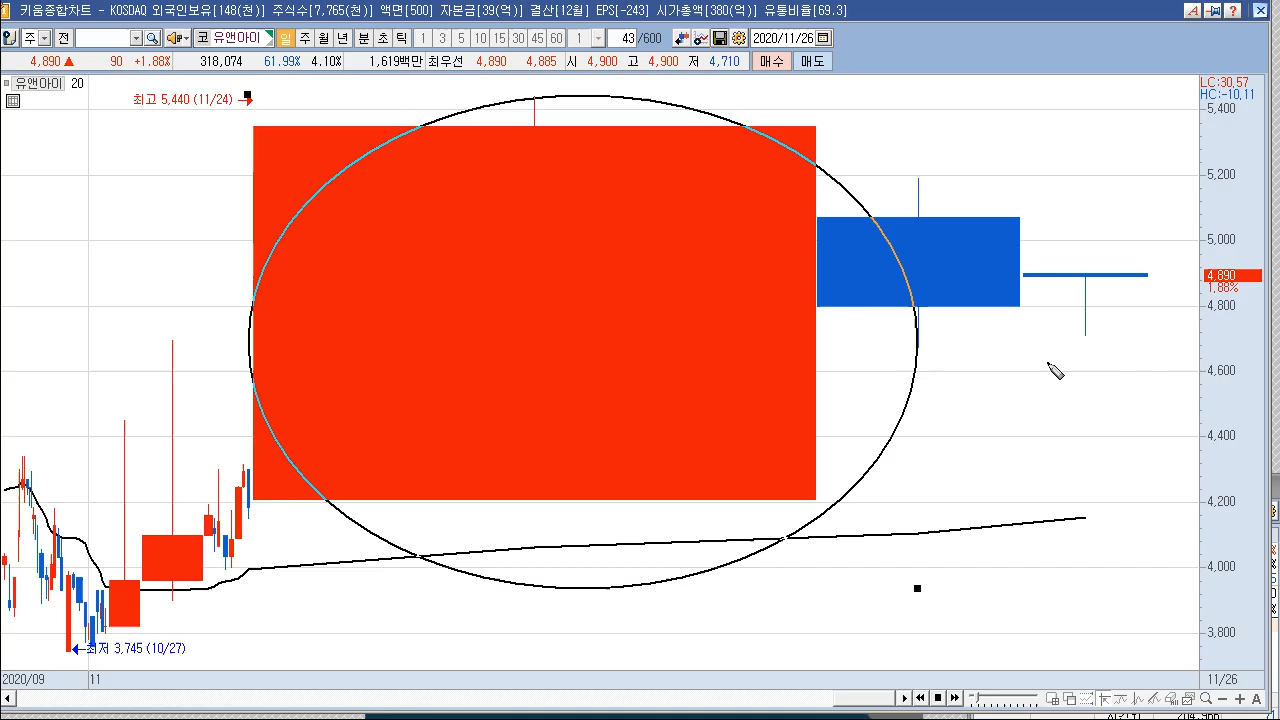 키움종합차트 - KOSDAQ 외국인보유[148(천)] 주식수[7,765(천)] 액면[500] 자본금[39(억)] 결산[12월] EPS[-243] 시가총액[380(억)] 유통비율[69.3]
주 전 코 유앤아이 일 주 월 년 분 초 틱 1 3 5 10 15 30 45 60 1 43 /600 2020/11/26
4,890 ▲ 90 +1.88% 318,074 61.99% 4.10% 1,619백만 최우선 4,890 4,885 시 4,900 고 4,900 저 4,710 매수 매도
유앤아이 20
LC:30,57
HC:-10,11
최고 5,440 (11/24)
5,400
5,200
5,000
4,890
1.88%
4,800
4,600
4,400
4,200
4,000
3,800
최저 3,745 (10/27)
2020/09 11 11/26
A